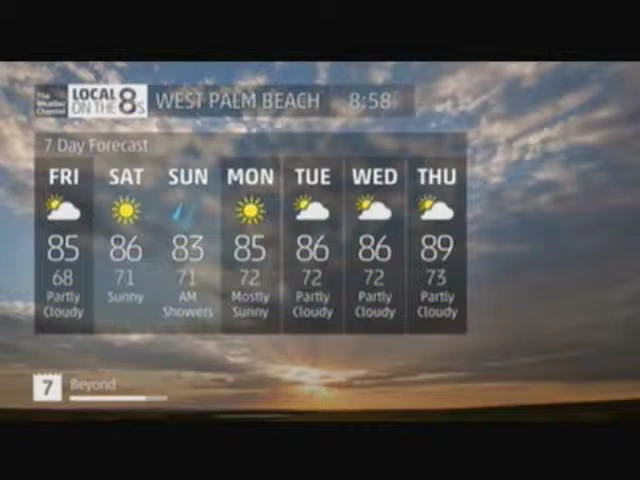 The
Weather
Channel
LOCAL
ON THE 8s
WEST PALM BEACH 8:58
7 Day Forecast
FRI SAT SUN MON TUE WED THU
85 86 83 85 86 86 89
68 71 71 72 72 72 73
Partly Sunny AM Mostly Partly Partly Partly
Cloudy Showers Sunny Cloudy Cloudy Cloudy
7 Beyond